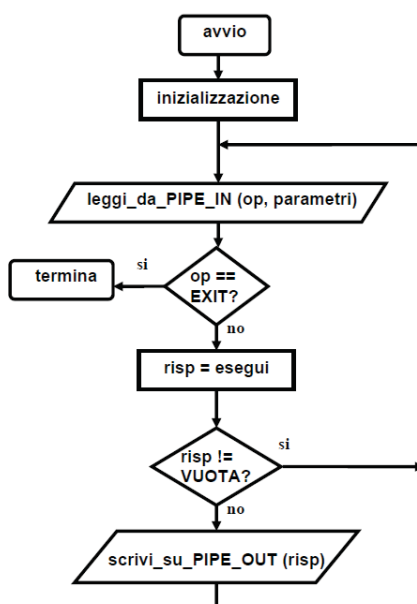 avvio
inizializzazione
leggi_da_PIPE_IN (op, parametri)
si
termina
op ==
EXIT?
no
risp = esegui
si
risp !=
VUOTA?
no
scrivi_su_PIPE_OUT (risp)